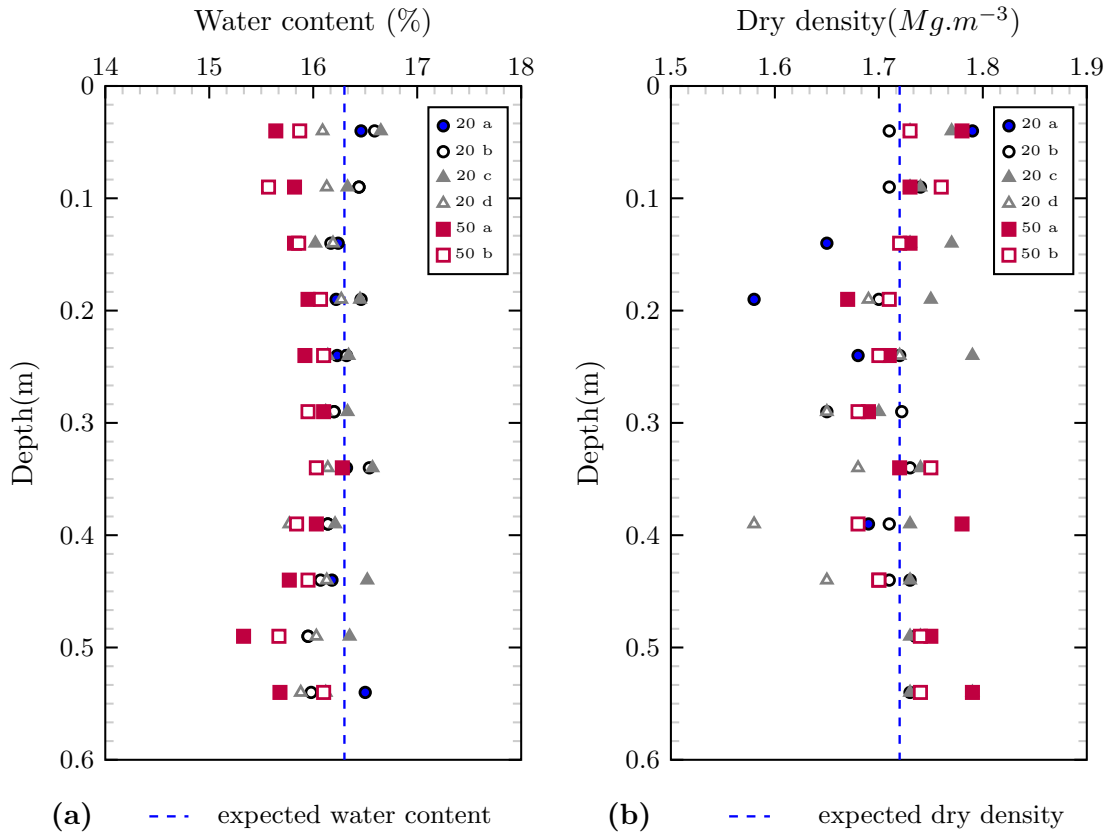 Water content (%)
14 15 16 17 18
0
0.1
0.2
0.3
0.4
0.5
0.6
Depth(m)
20 a
20 b
20 c
20 d
50 a
50 b
(a) expected water content
Dry density(Mg.m⁻³)
1.5 1.6 1.7 1.8 1.9
0
0.1
0.2
0.3
0.4
0.5
0.6
Depth(m)
20 a
20 b
20 c
20 d
50 a
50 b
(b) expected dry density